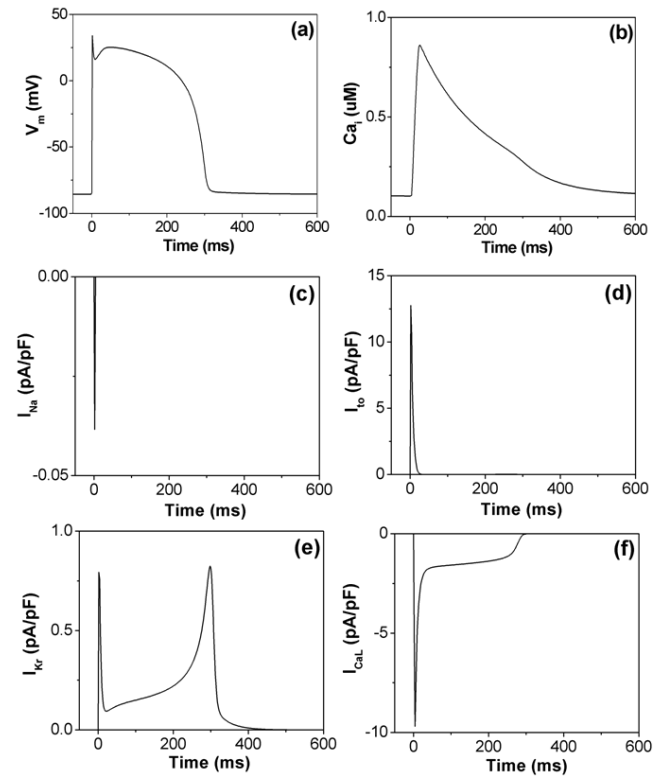 (a)
V_m (mV)
50
0
-50
-100
0 200 400 600
Time (ms)
(b)
Ca_i (uM)
1.0
0.5
0.0
0 200 400 600
Time (ms)
(c)
I_Na (pA/pF)
0.00
-0.05
0 200 400 600
Time (ms)
(d)
I_to (pA/pF)
15
10
5
0
0 200 400 600
Time (ms)
(e)
I_Kr (pA/pF)
1.0
0.5
0.0
0 200 400 600
Time (ms)
(f)
I_CaL (pA/pF)
0
-5
-10
0 200 400 600
Time (ms)